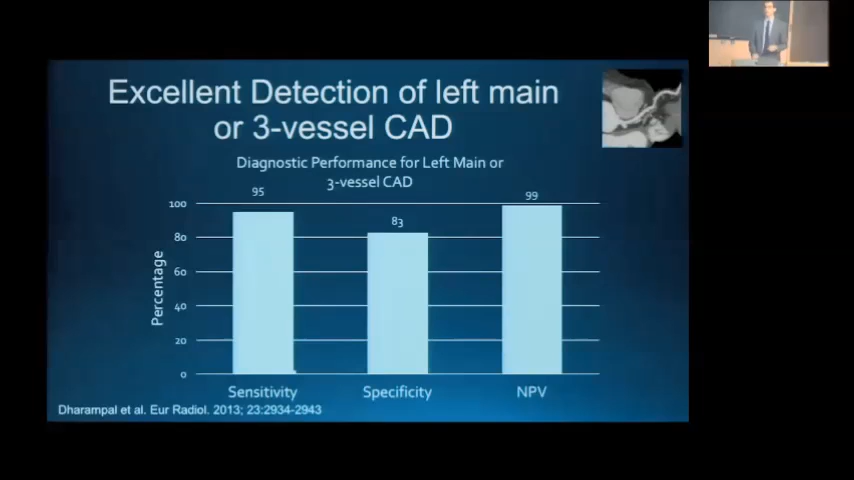 Excellent Detection of left main
or 3-vessel CAD
Diagnostic Performance for Left Main or
3-vessel CAD
95
83
99
100
80
60
40
20
0
Percentage
Sensitivity
Specificity
NPV
Dharampal et al. Eur Radiol. 2013; 23:2934-2943